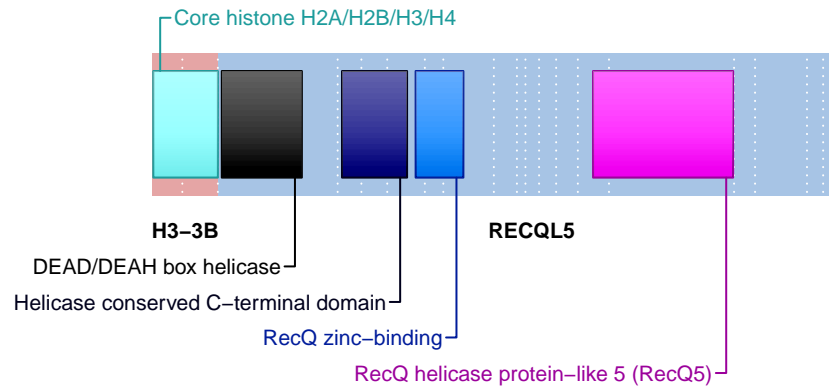 Core histone H2A/H2B/H3/H4
H3−3B
RECQL5
DEAD/DEAH box helicase
Helicase conserved C−terminal domain
RecQ zinc−binding
RecQ helicase protein−like 5 (RecQ5)